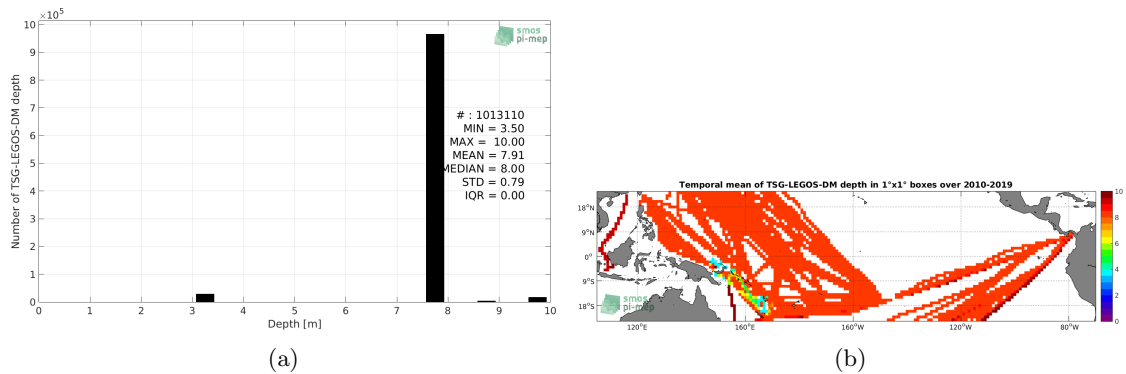 ×10⁵
10
9
8
7
6
5
4
3
2
1
0
Number of TSG-LEGOS-DM depth
smos
pi-mep
# : 1013110
MIN = 3.50
MAX = 10.00
MEAN = 7.91
MEDIAN = 8.00
STD = 0.79
IQR = 0.00
0 1 2 3 4 5 6 7 8 9 10
Depth [m]
(a)
Temporal mean of TSG-LEGOS-DM depth in 1°x1° boxes over 2010-2019
18°N
9°N
0°
9°S
18°S
smos
pi-mep
120°E 160°E 160°W 120°W 80°W
10
8
6
4
2
0
(b)